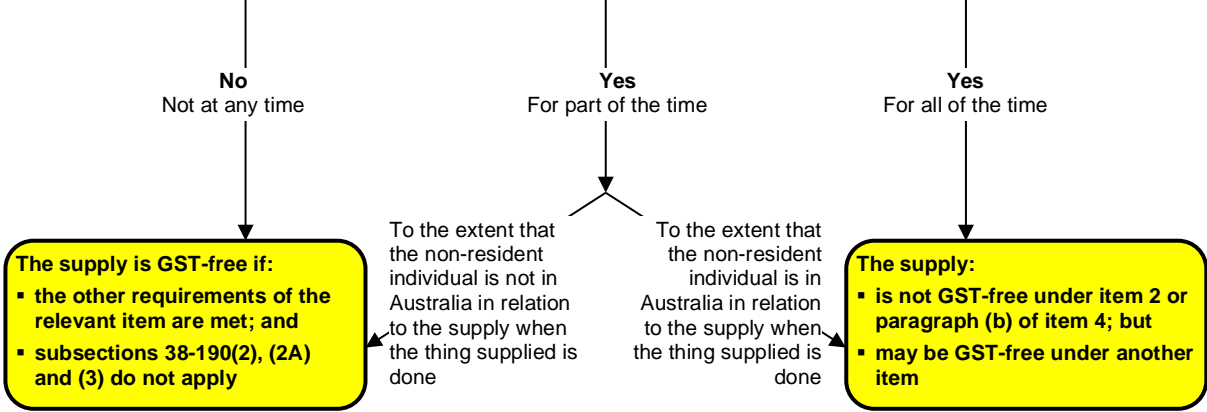 No
Not at any time
Yes
For part of the time
Yes
For all of the time
The supply is GST-free if:
▪ the other requirements of the
relevant item are met; and
▪ subsections 38-190(2), (2A)
and (3) do not apply
To the extent that
the non-resident
individual is not in
Australia in relation
to the supply when
the thing supplied is
done
To the extent that
the non-resident
individual is in
Australia in relation
to the supply when
the thing supplied is
done
The supply:
▪ is not GST-free under item 2 or
paragraph (b) of item 4; but
▪ may be GST-free under another
item